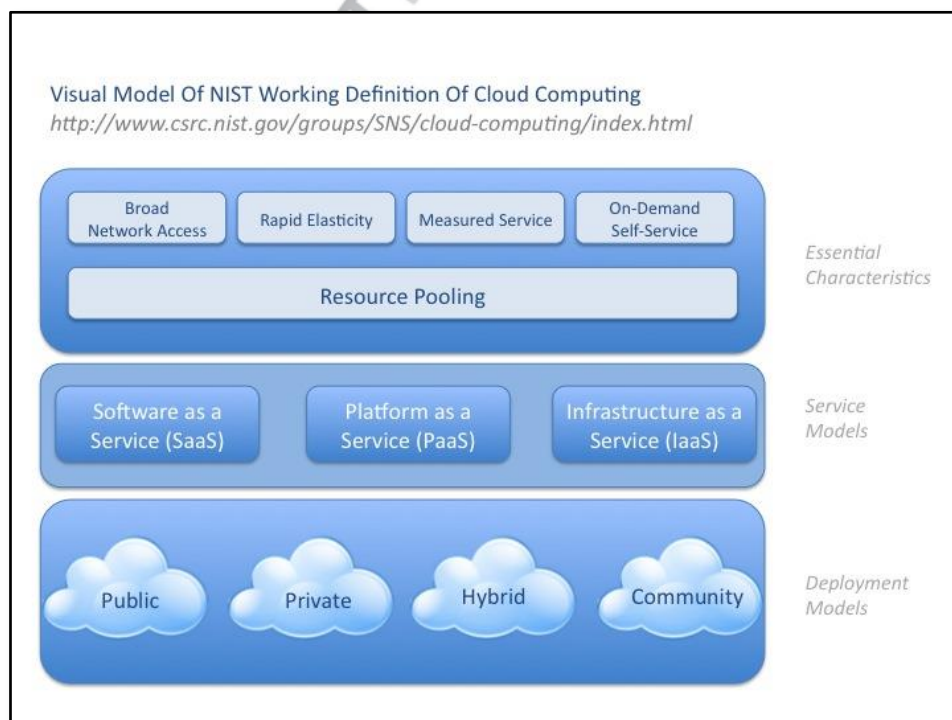 Visual Model Of NIST Working Definition Of Cloud Computing
http://www.csrc.nist.gov/groups/SNS/cloud-computing/index.html
Broad
Network Access
Rapid Elasticity
Measured Service
On-Demand
Self-Service
Resource Pooling
Essential
Characteristics
Software as a
Service (SaaS)
Platform as a
Service (PaaS)
Infrastructure as a
Service (IaaS)
Service
Models
Public
Private
Hybrid
Community
Deployment
Models